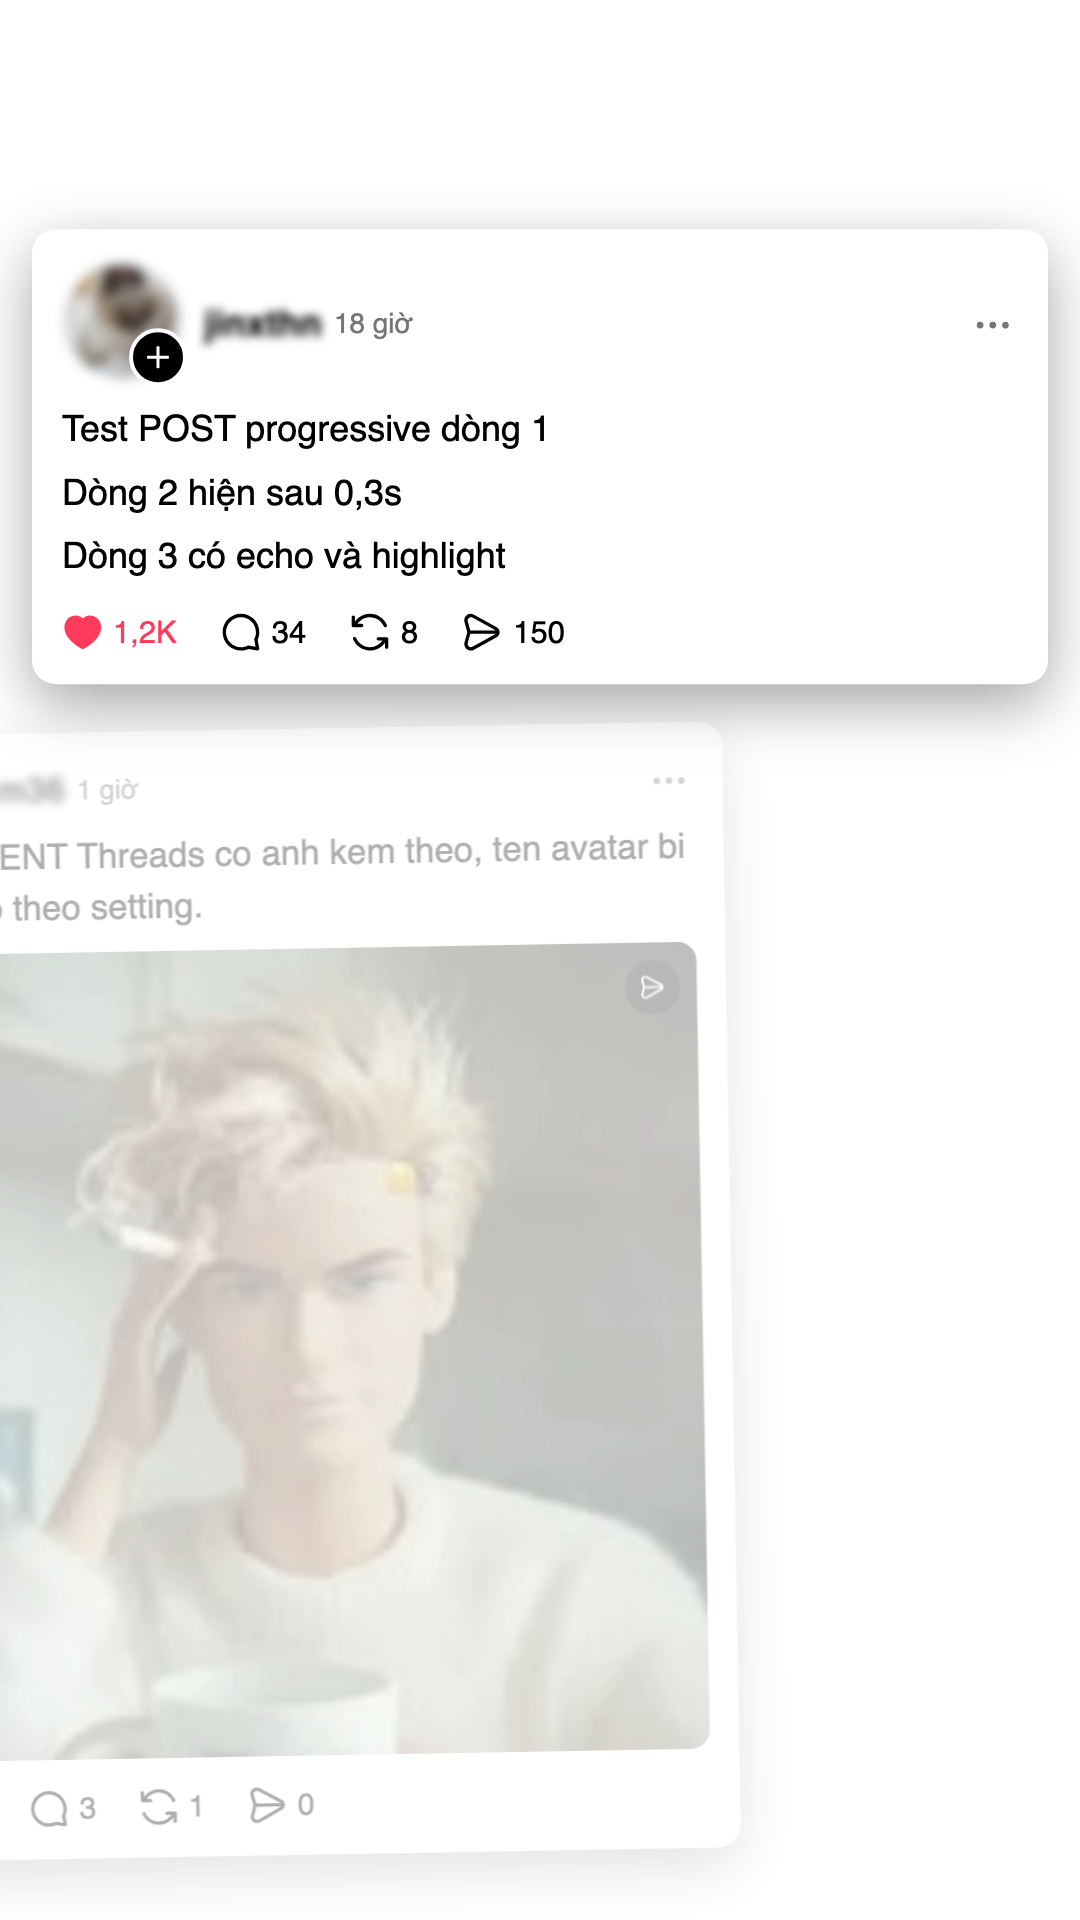 jinxthn 18 giờ
Test POST progressive dòng 1
Dòng 2 hiện sau 0,3s
Dòng 3 có echo và highlight
1,2K 34 8 150
m36 1 giờ
ENT Threads co anh kem theo, ten avatar bi
theo setting.
3 1 0